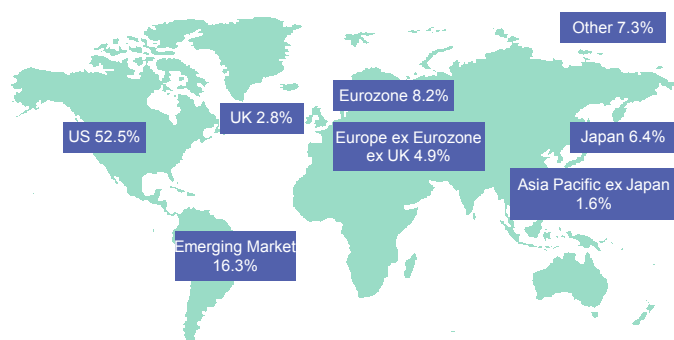 Other 7.3%
Eurozone 8.2%
UK 2.8%
US 52.5%
Europe ex Eurozone
ex UK 4.9%
Japan 6.4%
Asia Pacific ex Japan
1.6%
Emerging Market
16.3%